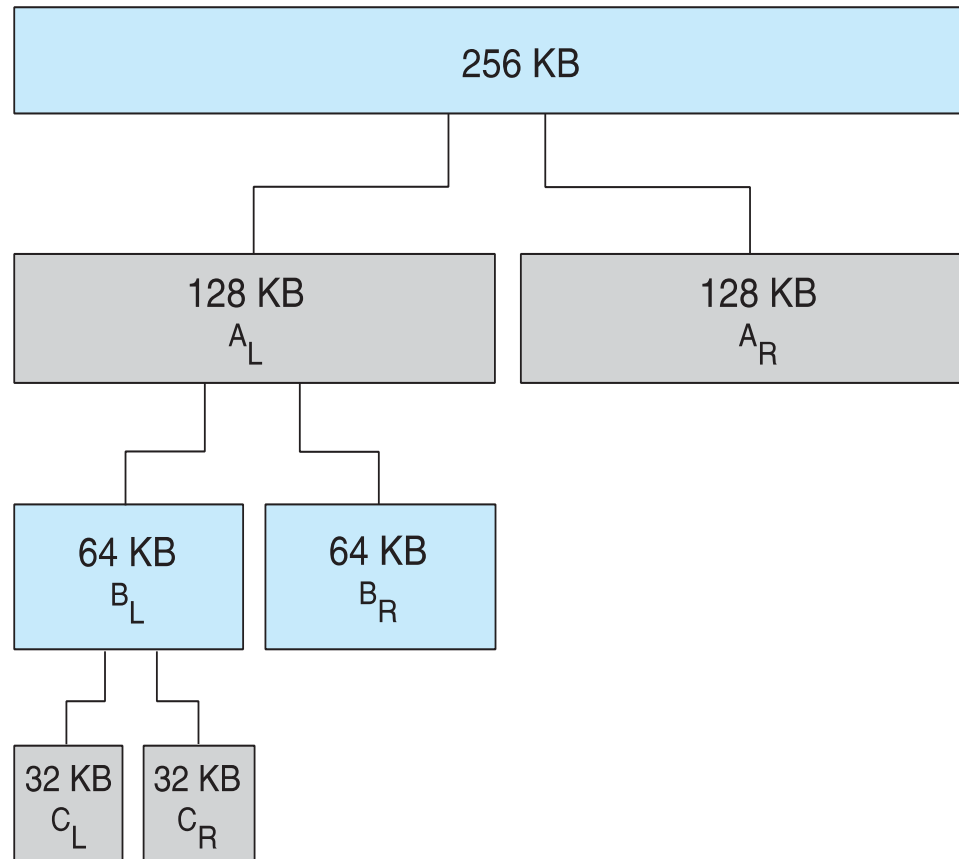 256 KB
128 KB
A_L
128 KB
A_R
64 KB
B_L
64 KB
B_R
32 KB
C_L
32 KB
C_R